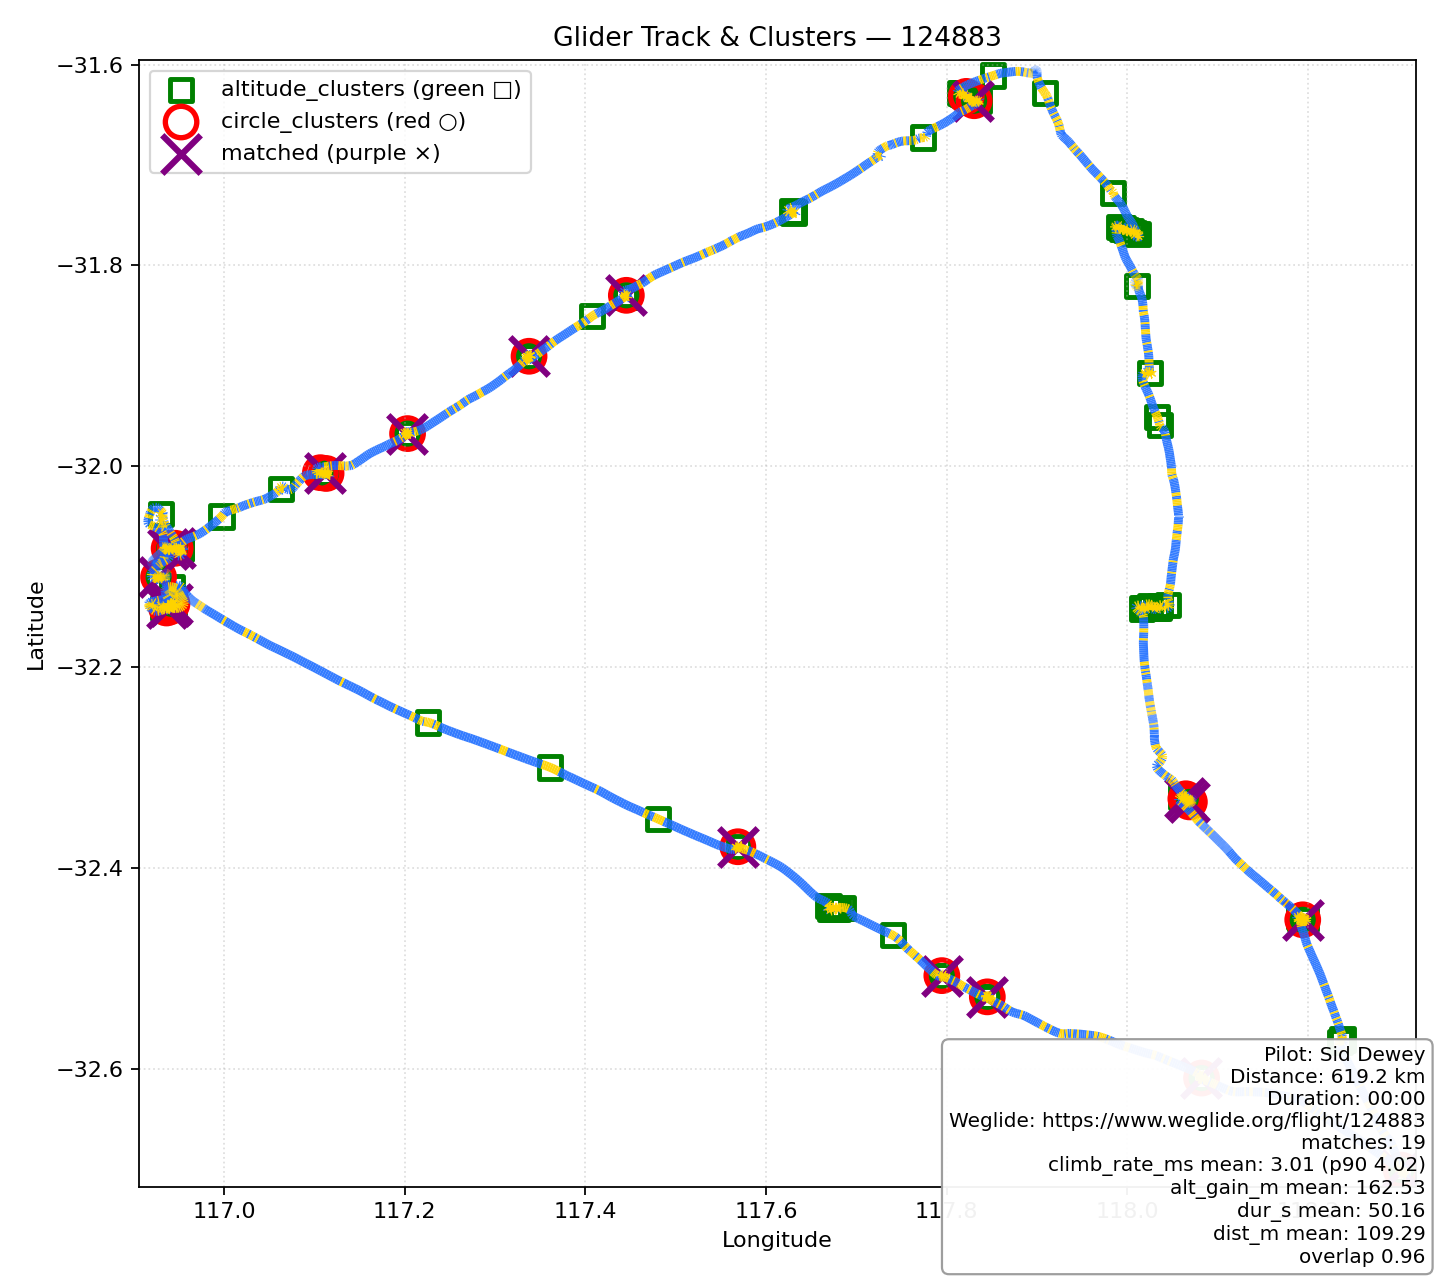 Glider Track & Clusters — 124883
altitude_clusters (green □)
circle_clusters (red ○)
matched (purple ×)
−31.6
−31.8
−32.0
−32.2
−32.4
−32.6
Latitude
117.0
117.2
117.4
117.6
117.8
118.0
Longitude
Pilot: Sid Dewey
Distance: 619.2 km
Duration: 00:00
Weglide: https://www.weglide.org/flight/124883
matches: 19
climb_rate_ms mean: 3.01 (p90 4.02)
alt_gain_m mean: 162.53
dur_s mean: 50.16
dist_m mean: 109.29
overlap 0.96